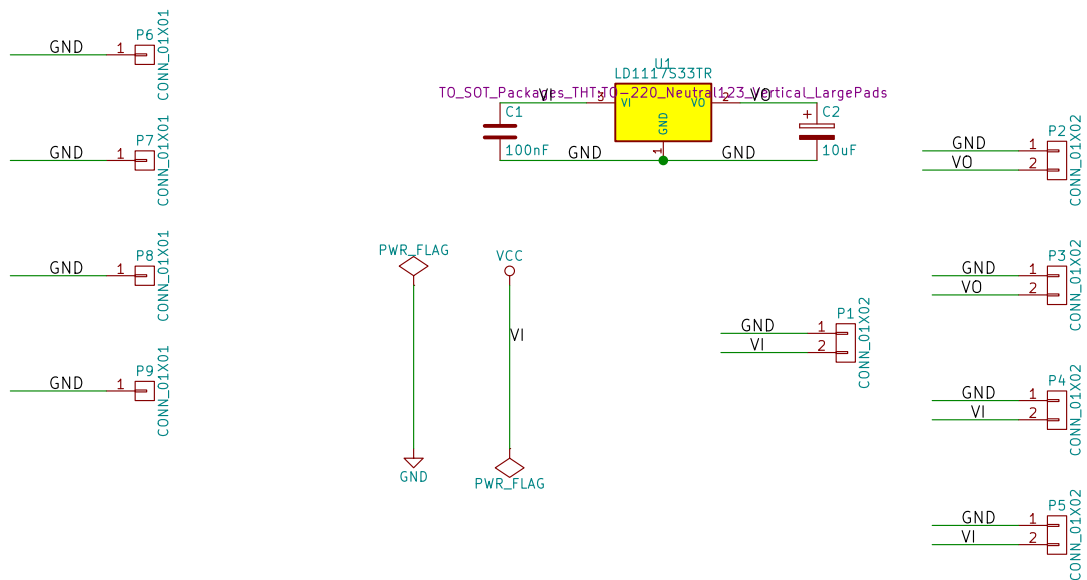 P6
GND 1
CONN_01X01
P7
GND 1
CONN_01X01
P8
GND 1
CONN_01X01
P9
GND 1
CONN_01X01
U1
LD1117S33TR
TO_SOT_Packages_THT:TO-220_Neutral123_Vertical_LargePads
VI 3 VI VO 2 VO
GND
1
C1
100nF
GND GND
+ C2
10uF
PWR_FLAG
GND
VCC
VI
PWR_FLAG
P1
GND 1
VI 2
CONN_01X02
P2
GND 1
VO 2
CONN_01X02
P3
GND 1
VO 2
CONN_01X02
P4
GND 1
VI 2
CONN_01X02
P5
GND 1
VI 2
CONN_01X02